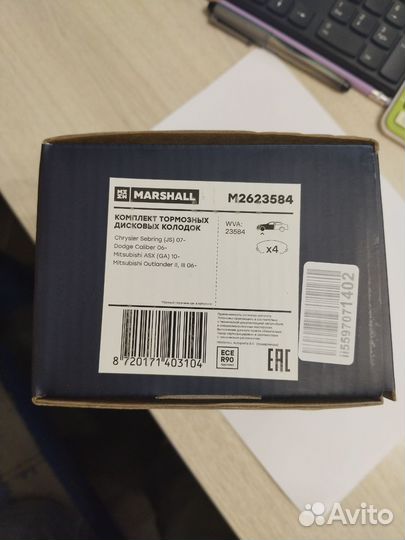 MARSHALL
M2623584
КОМПЛЕКТ ТОРМОЗНЫХ
ДИСКОВЫХ КОЛОДОК
WVA:
23584
x4
Chrysler Sebring (JS) 07-
Dodge Caliber 06-
Mitsubishi ASX (GA) 10-
Mitsubishi Outlander II, III 06-
8 720171 403104
ECE
R90
EAC
ii5597071402
Avito